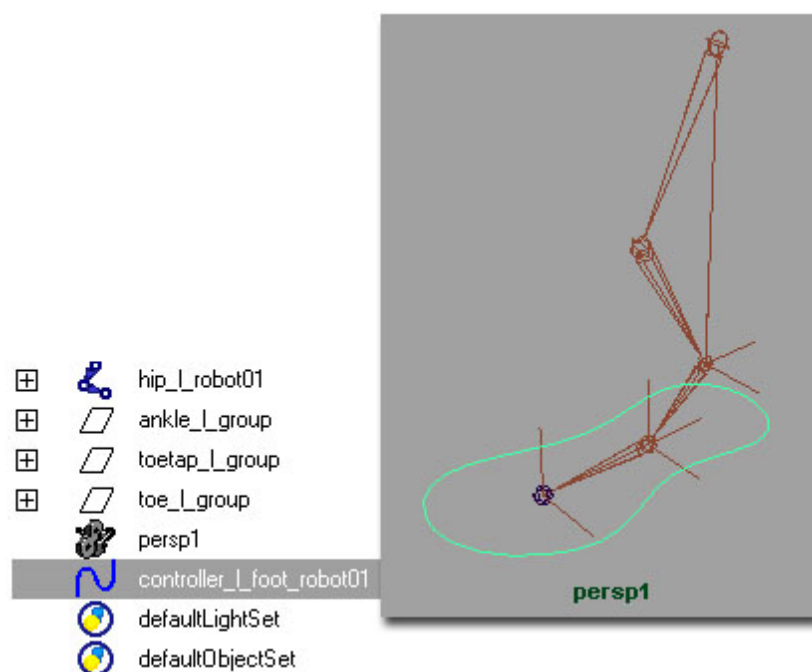 hip_l_robot01
ankle_l_group
toetap_l_group
toe_l_group
persp1
controller_l_foot_robot01
defaultLightSet
defaultObjectSet
persp1